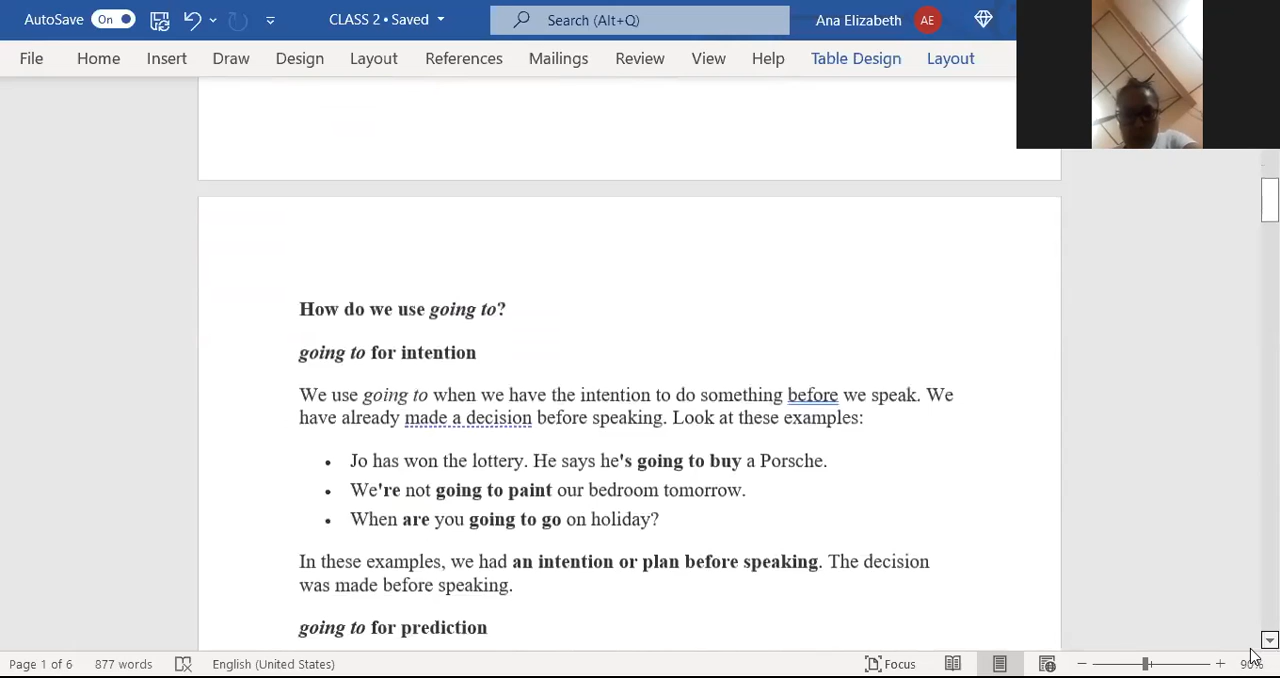 AutoSave On CLASS 2 • Saved Search (Alt+Q) Ana Elizabeth AE
File Home Insert Draw Design Layout References Mailings Review View Help Table Design Layout
How do we use going to?
going to for intention
We use going to when we have the intention to do something before we speak. We
have already made a decision before speaking. Look at these examples:
• Jo has won the lottery. He says he's going to buy a Porsche.
• We're not going to paint our bedroom tomorrow.
• When are you going to go on holiday?
In these examples, we had an intention or plan before speaking. The decision
was made before speaking.
going to for prediction
Page 1 of 6 877 words English (United States) Focus 90%